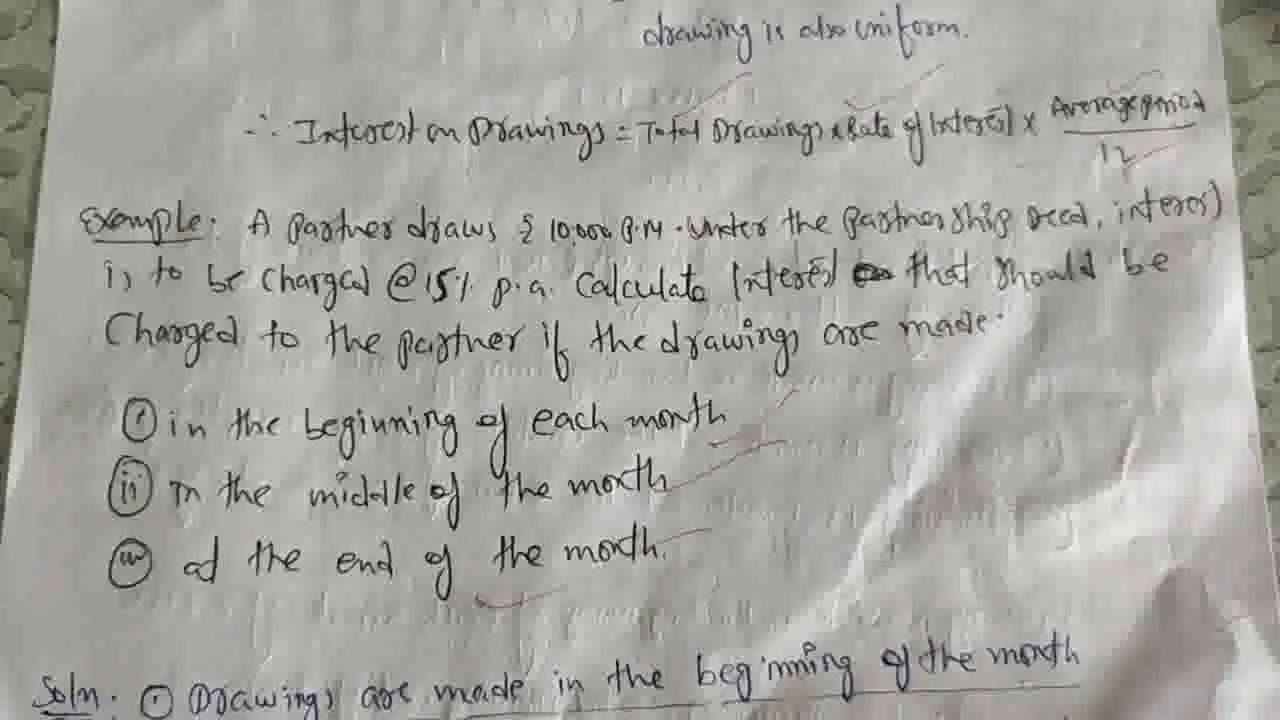 drawing is also uniform.
∴ Interest on Drawings = Total Drawings × Rate of Interest × Average period / 12
Example: A partner draws ₹ 10,000 P.M. Under the partnership deed, interest
is to be charged @ 15% p.a. Calculate Interest that should be
Charged to the partner if the drawings are made.
(i) in the beginning of each month
(ii) In the middle of the month
(iii) at the end of the month.
Soln. (i) Drawings are made in the beginning of the month